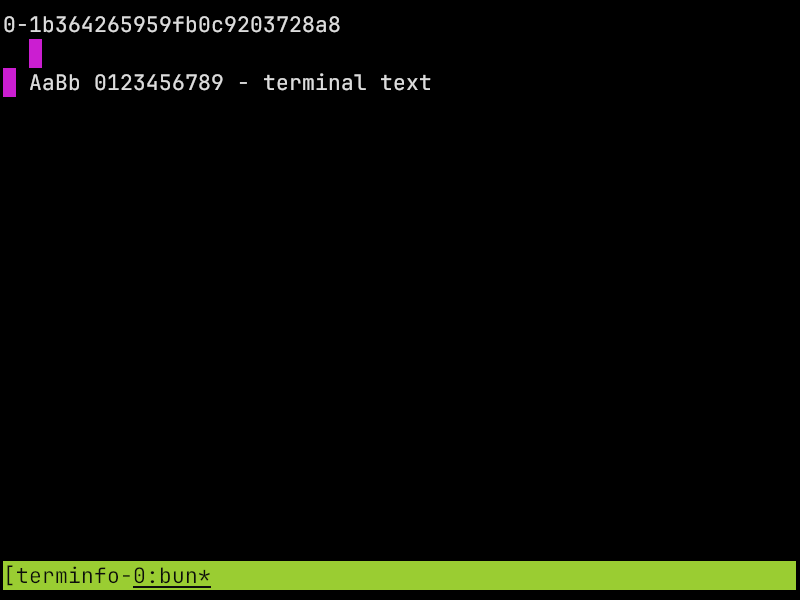 0-1b364265959fb0c9203728a8
AaBb 0123456789 - terminal text
[terminfo-0:bun*